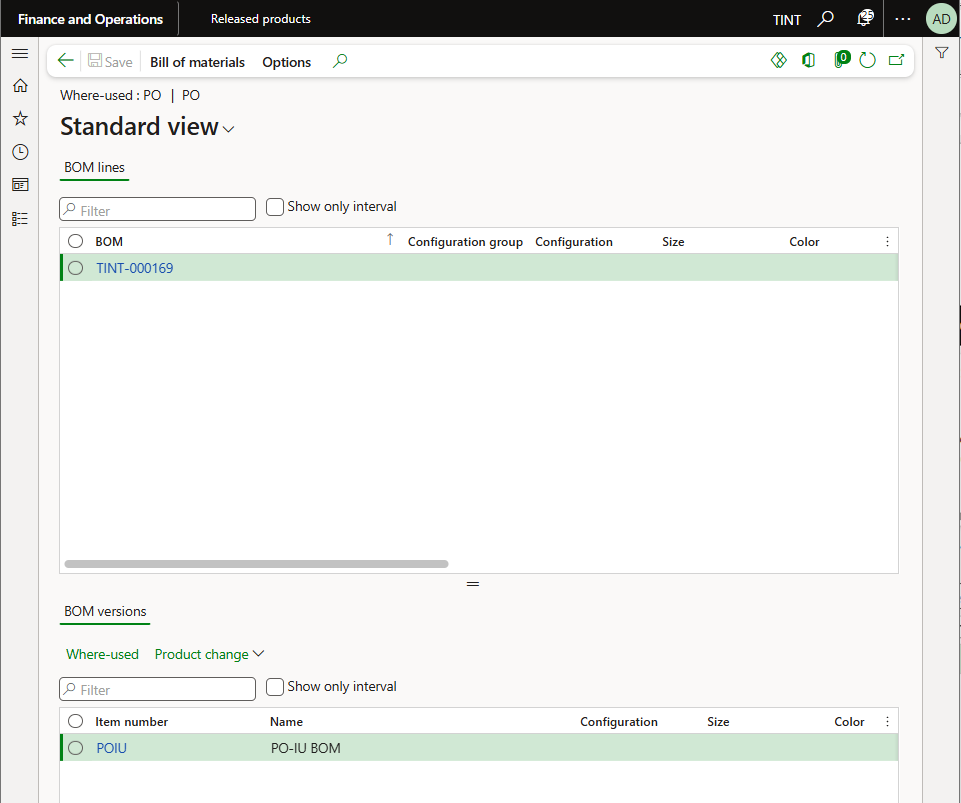 Finance and Operations Released products TINT 25 ... AD
Save Bill of materials Options 0
Where-used : PO | PO
Standard view
BOM lines
Filter Show only interval
BOM Configuration group Configuration Size Color
TINT-000169
BOM versions
Where-used Product change
Filter Show only interval
Item number Name Configuration Size Color
POIU PO-IU BOM